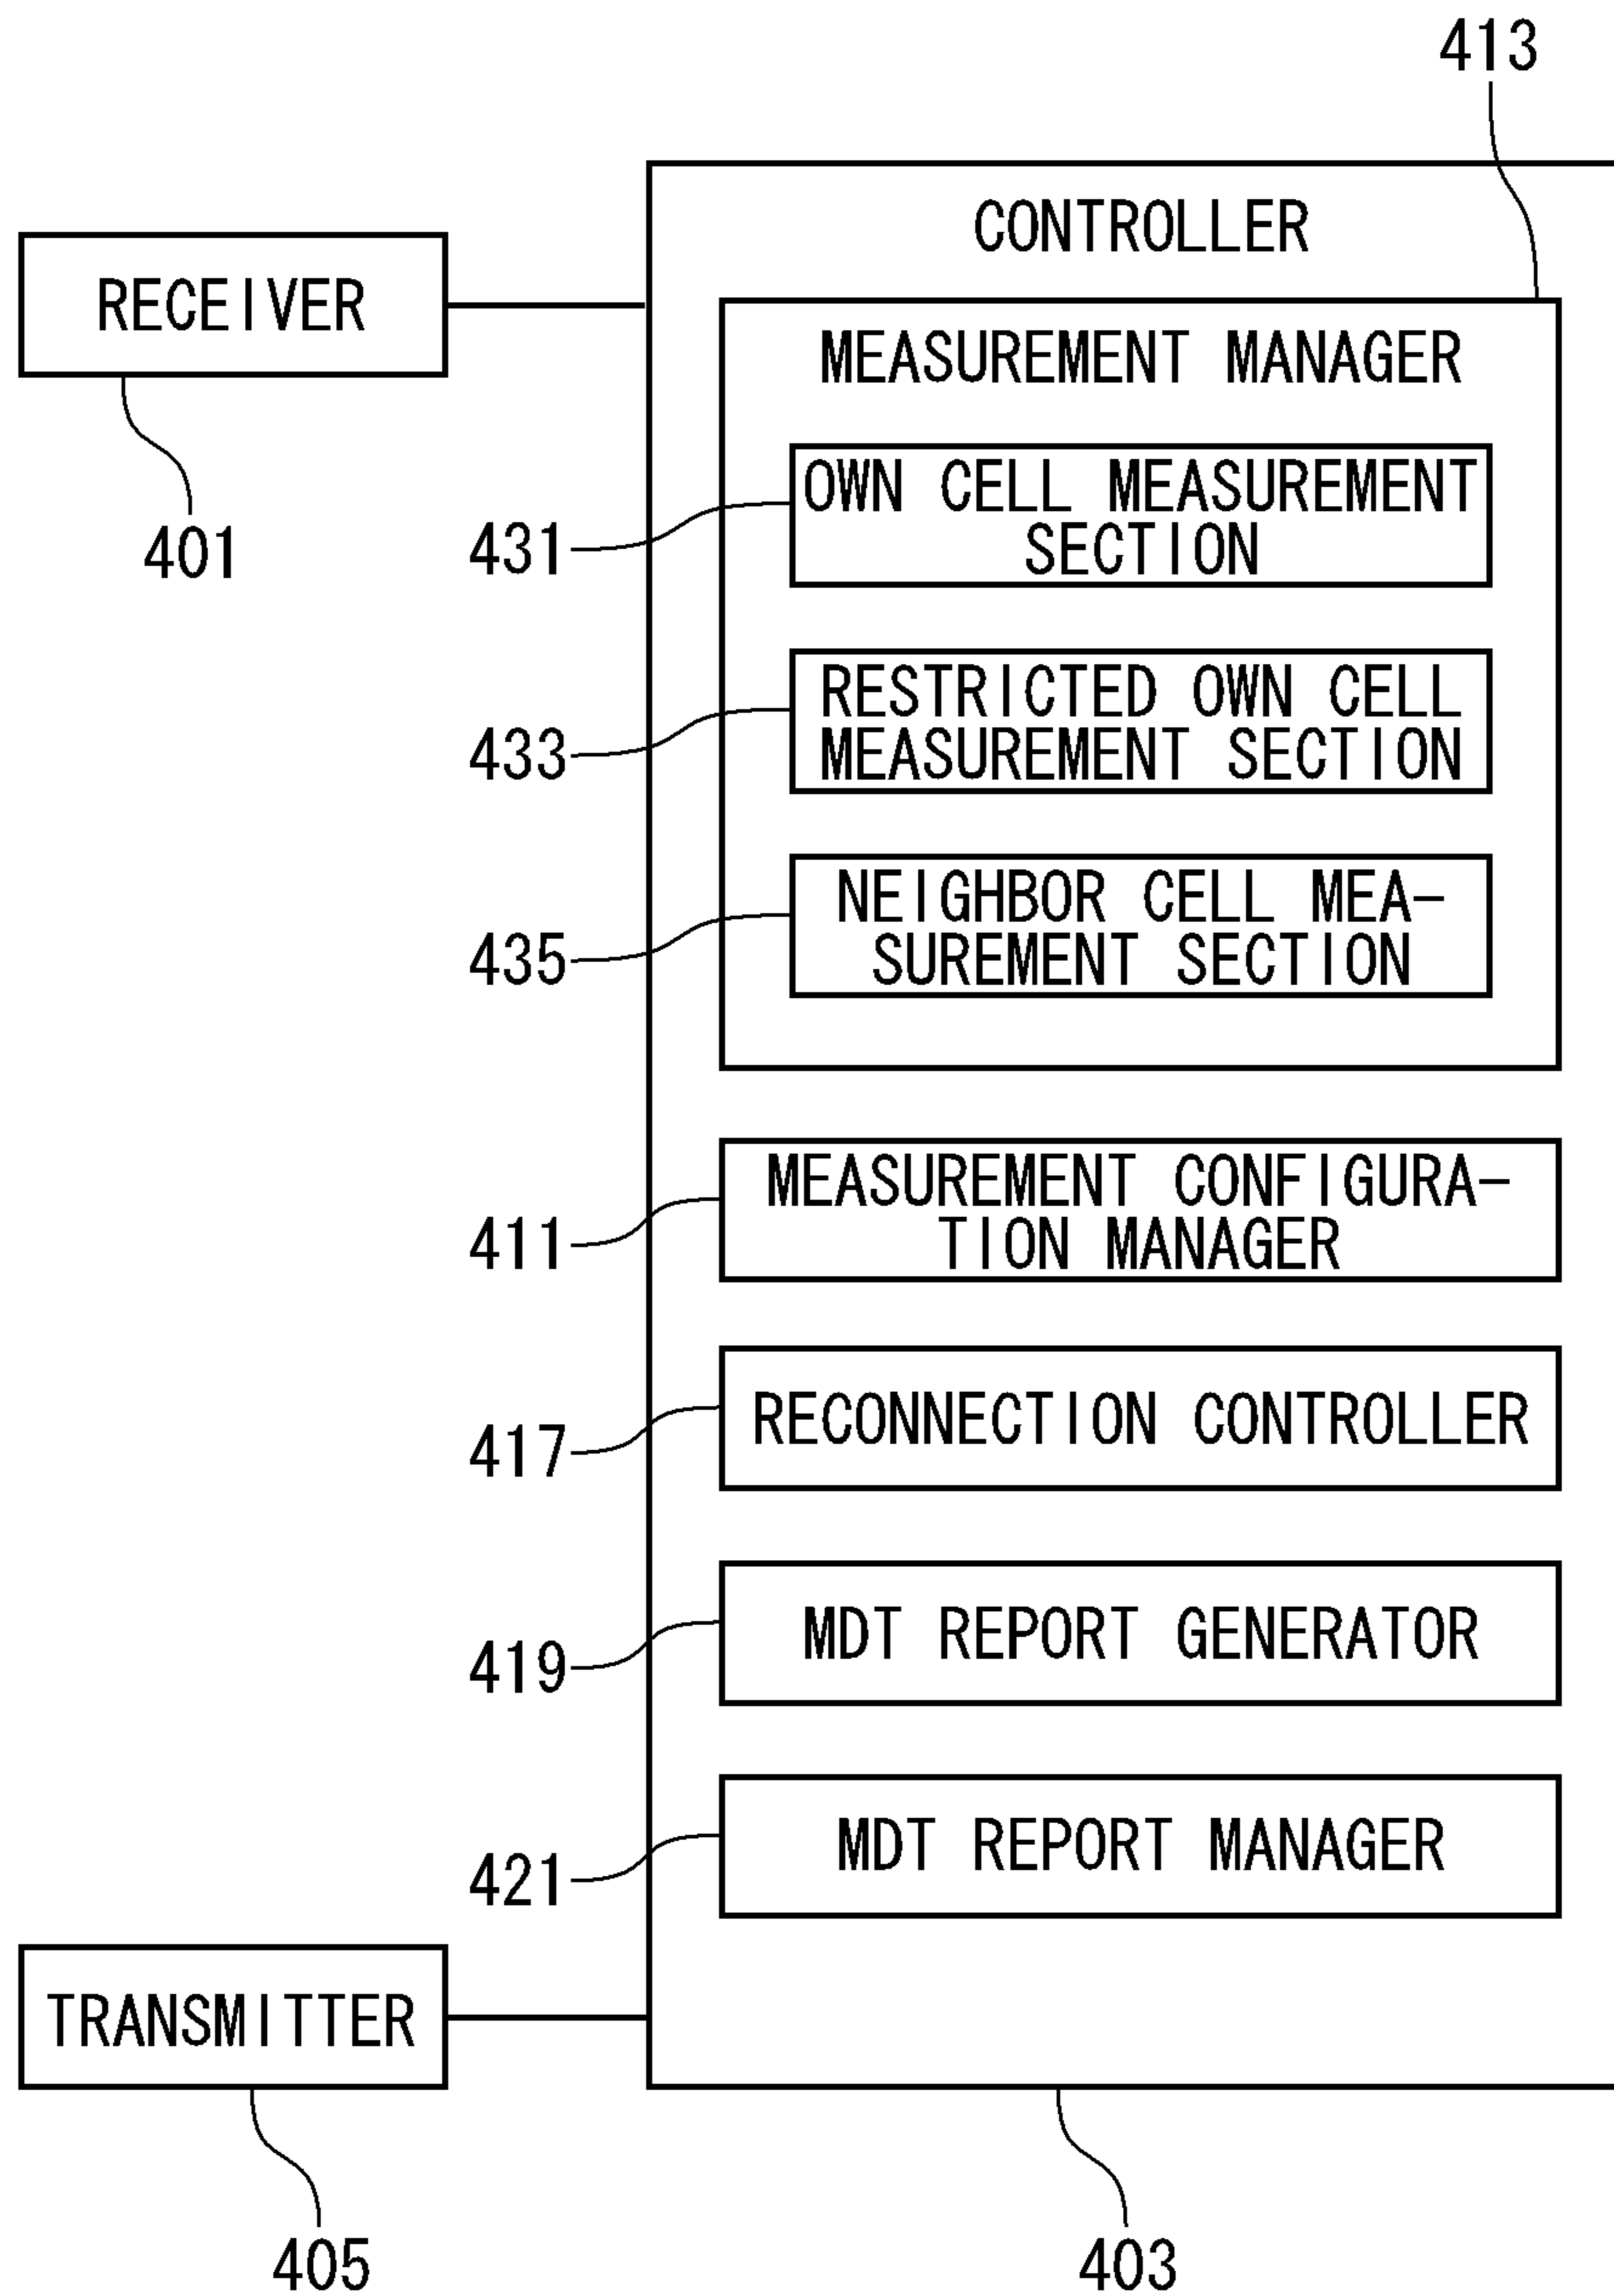 413
CONTROLLER
RECEIVER
401
MEASUREMENT MANAGER
OWN CELL MEASUREMENT
SECTION
431
RESTRICTED OWN CELL
MEASUREMENT SECTION
433
NEIGHBOR CELL MEA-
SUREMENT SECTION
435
MEASUREMENT CONFIGURA-
TION MANAGER
411
RECONNECTION CONTROLLER
417
MDT REPORT GENERATOR
419
MDT REPORT MANAGER
421
TRANSMITTER
405
403